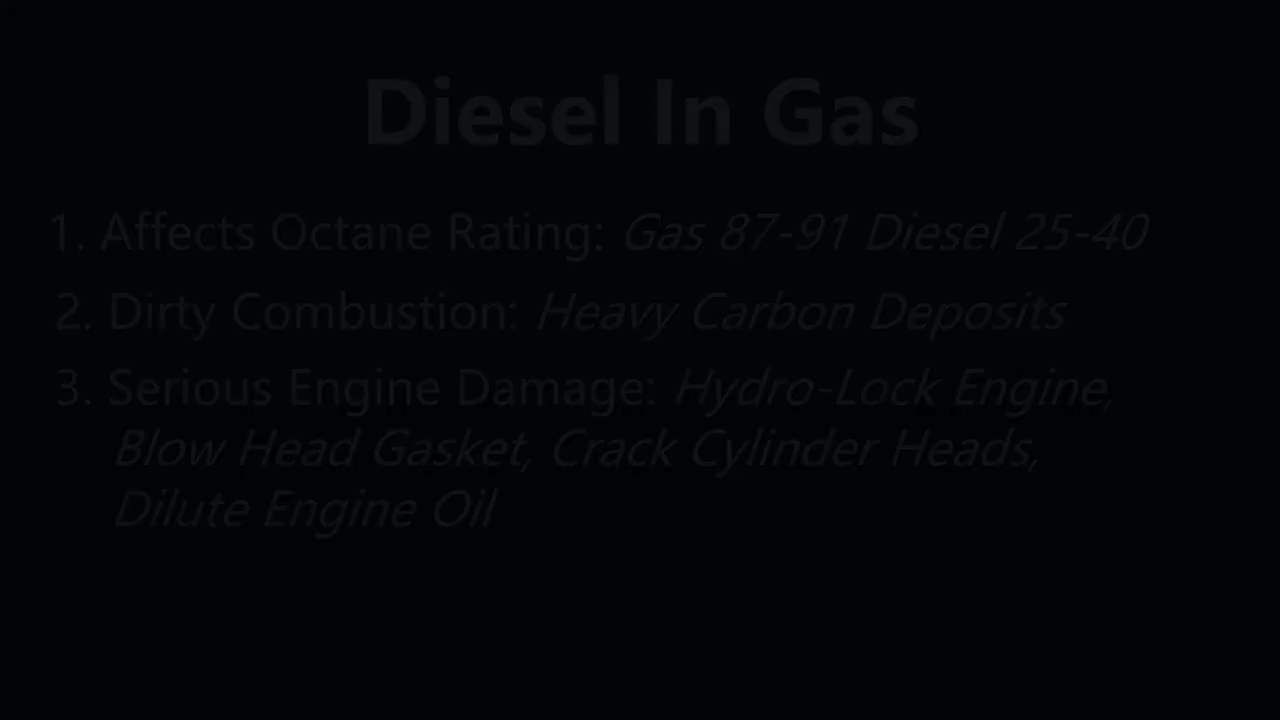 Diesel In Gas
1. Affects Octane Rating: Gas 87-91 Diesel 25-40
2. Dirty Combustion: Heavy Carbon Deposits
3. Serious Engine Damage: Hydro-Lock Engine,
Blow Head Gasket, Crack Cylinder Heads,
Dilute Engine Oil